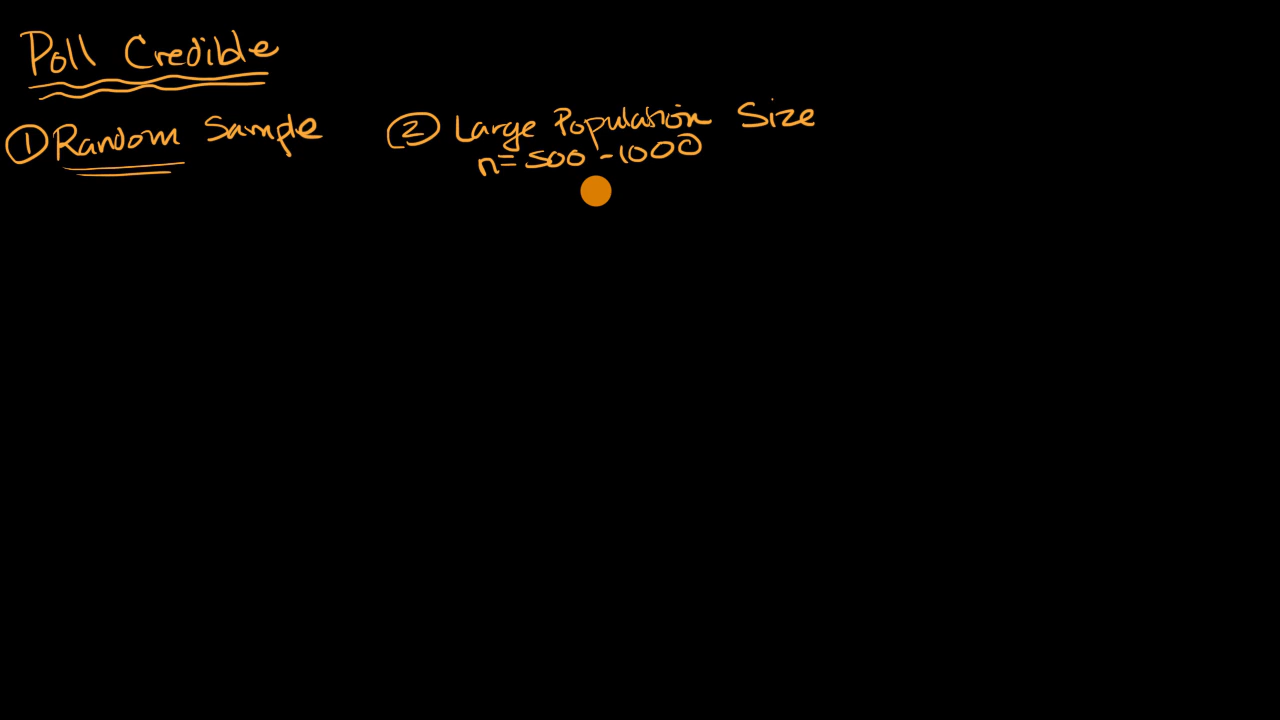 Poll Credible
① Random Sample
② Large Population Size
n = 500 - 1000